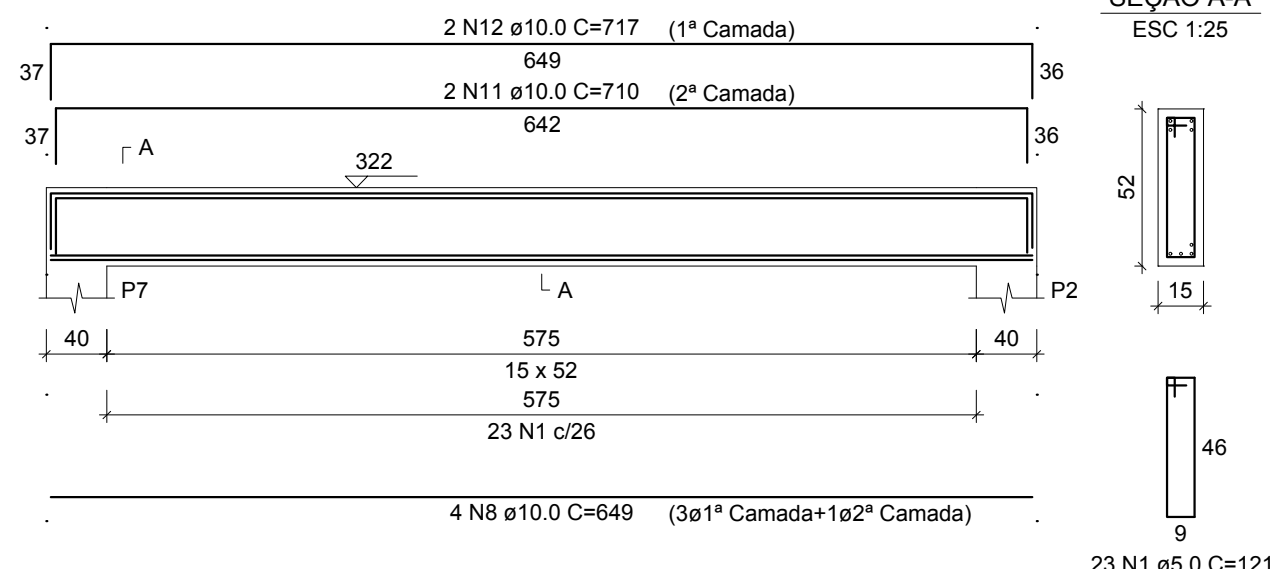 SEÇÃO A-A
ESC 1:25
2 N12 ø10.0 C=717 (1ª Camada)
37
649
36
2 N11 ø10.0 C=710 (2ª Camada)
37
642
36
A
322
52
15
P7
A
P2
40
575
40
15 x 52
575
23 N1 c/26
46
9
4 N8 ø10.0 C=649 (3ø1ª Camada+1ø2ª Camada)
23 N1 ø5.0 C=121